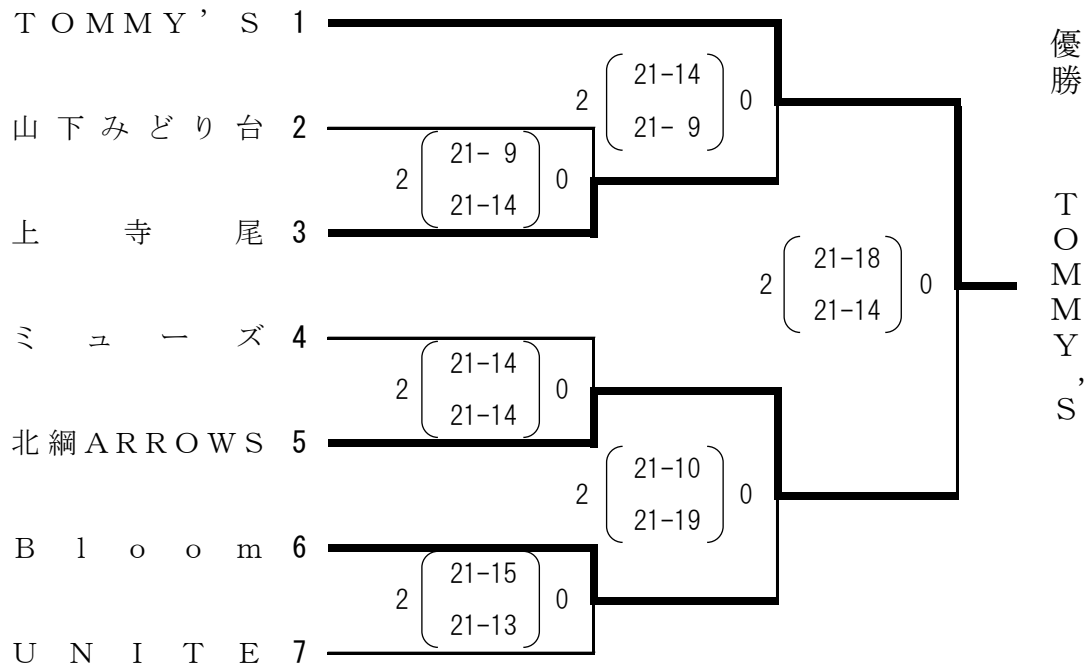 TOMMY'S 1
優勝 TOMMY'S
2 21-14 0
21- 9
山下みどり台 2
2 21- 9 0
21-14
上寺尾 3
2 21-18 0
21-14
ミューズ 4
2 21-14 0
21-14
北綱ARROWS 5
2 21-10 0
21-19
Bloom 6
2 21-15 0
21-13
UNITE 7